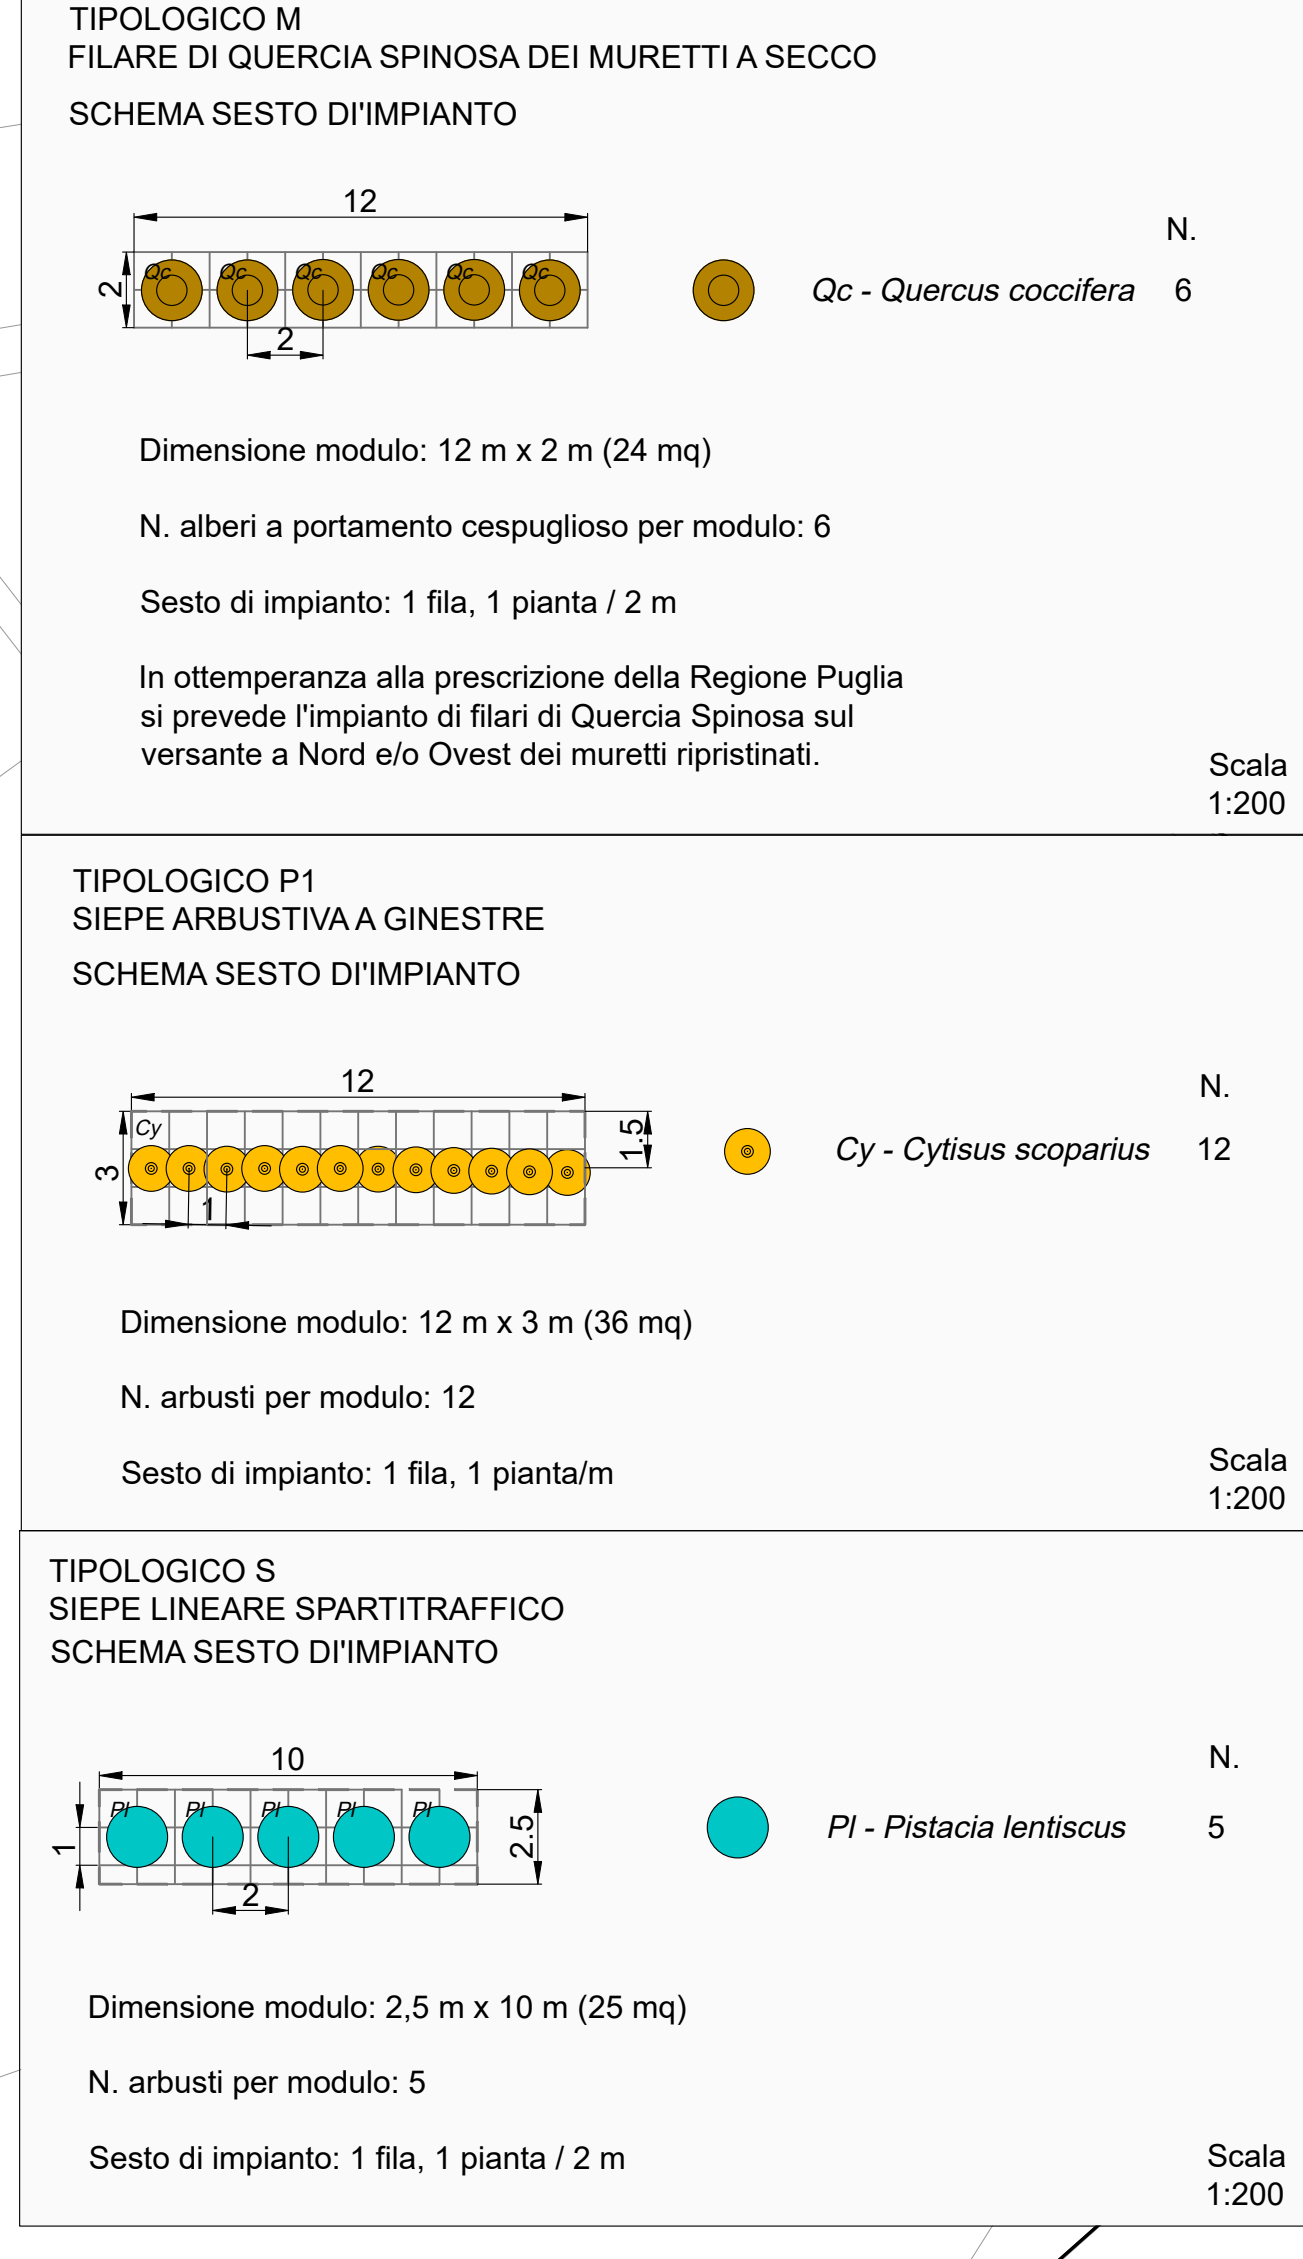 TIPOLOGICO M
FILARE DI QUERCIA SPINOSA DEI MURETTI A SECCO
SCHEMA SESTO DI'IMPIANTO
12
N.
2
Qc Qc Qc Qc Qc Qc
Qc - Quercus coccifera 6
2
Dimensione modulo: 12 m x 2 m (24 mq)
N. alberi a portamento cespuglioso per modulo: 6
Sesto di impianto: 1 fila, 1 pianta / 2 m
In ottemperanza alla prescrizione della Regione Puglia
si prevede l'impianto di filari di Quercia Spinosa sul
versante a Nord e/o Ovest dei muretti ripristinati.
Scala
1:200
TIPOLOGICO P1
SIEPE ARBUSTIVA A GINESTRE
SCHEMA SESTO DI'IMPIANTO
12
N.
Cy
1.5
3
Cy - Cytisus scoparius 12
1
Dimensione modulo: 12 m x 3 m (36 mq)
N. arbusti per modulo: 12
Sesto di impianto: 1 fila, 1 pianta/m
Scala
1:200
TIPOLOGICO S
SIEPE LINEARE SPARTITRAFFICO
SCHEMA SESTO DI'IMPIANTO
10
N.
Pl Pl Pl Pl Pl
1
2.5
Pl - Pistacia lentiscus 5
2
Dimensione modulo: 2,5 m x 10 m (25 mq)
N. arbusti per modulo: 5
Sesto di impianto: 1 fila, 1 pianta / 2 m
Scala
1:200